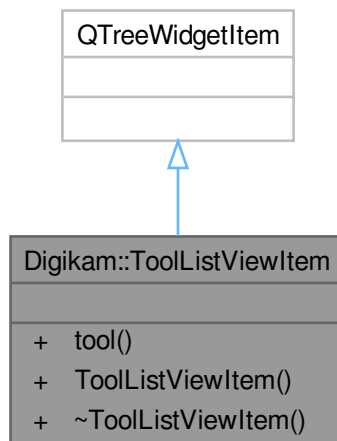 QTreeWidgetItem
Digikam::ToolListViewItem
+ tool()
+ ToolListViewItem()
+ ~ToolListViewItem()